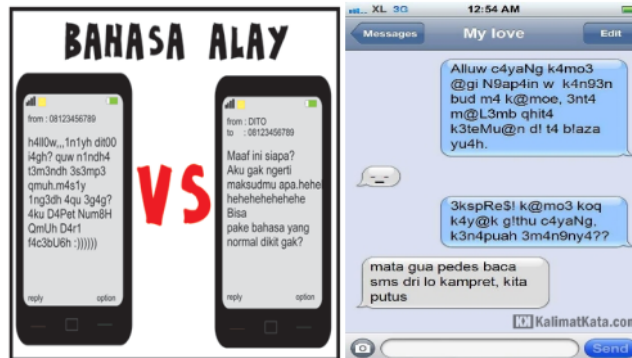 BAHASA ALAY
from : 08123456789
h4ll0w,,,1n1yh dit00
i4gh? quw n1ndh4
t3m3ndh 3s3mp3
qmuh.m4s1y
1ng3dh 4qu 3g4g?
4ku D4Pet Num8H
QmUh D4r1
f4c3bU6h :))))))
reply option
VS
from : DITO
to : 08123456789
Maaf ini siapa?
Aku gak ngerti
maksudmu apa.hehe
hehehehehehehe
Bisa
pake bahasa yang
normal dikit gak?
reply option
XL 3G 12:54 AM
Messages My love Edit
Alluw c4yaNg k4mo3
@gi N9ap4in w k4n93n
bud m4 k@moe, 3nt4
m@L3mb qhit4
k3teMu@n d! t4 b!aza
yu4h.
-_-
3kspRe$! k@mo3 koq
k4y@k g!thu c4yaNg,
k3n4puah 3m4n9ny4??
mata gua pedes baca
sms dri lo kampret, kita
putus
KK KalimatKata.com
Send